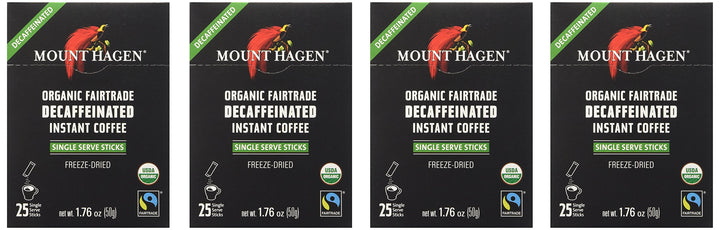 DECAFFEINATED
MOUNT HAGEN®
ORGANIC FAIRTRADE
DECAFFEINATED
INSTANT COFFEE
SINGLE SERVE STICKS
FREEZE-DRIED
USDA
ORGANIC
25 Single Serve Sticks
net wt. 1.76 oz (50g)
FAIRTRADE
DECAFFEINATED
MOUNT HAGEN®
ORGANIC FAIRTRADE
DECAFFEINATED
INSTANT COFFEE
SINGLE SERVE STICKS
FREEZE-DRIED
USDA
ORGANIC
25 Single Serve Sticks
net wt. 1.76 oz (50g)
FAIRTRADE
DECAFFEINATED
MOUNT HAGEN®
ORGANIC FAIRTRADE
DECAFFEINATED
INSTANT COFFEE
SINGLE SERVE STICKS
FREEZE-DRIED
USDA
ORGANIC
25 Single Serve Sticks
net wt. 1.76 oz (50g)
FAIRTRADE
DECAFFEINATED
MOUNT HAGEN®
ORGANIC FAIRTRADE
DECAFFEINATED
INSTANT COFFEE
SINGLE SERVE STICKS
FREEZE-DRIED
USDA
ORGANIC
25 Single Serve Sticks
net wt. 1.76 oz (50g)
FAIRTRADE